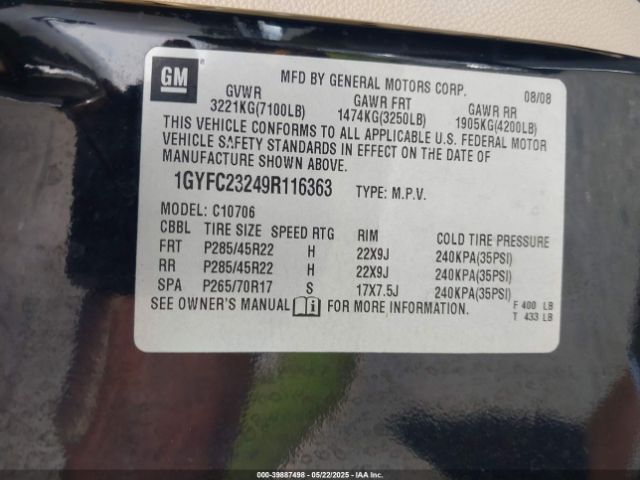 GM
MFD BY GENERAL MOTORS CORP. 08/08
GVWR GAWR FRT GAWR RR
3221KG(7100LB) 1474KG(3250LB) 1905KG(4200LB)
THIS VEHICLE CONFORMS TO ALL APPLICABLE U.S. FEDERAL MOTOR
VEHICLE SAFETY STANDARDS IN EFFECT ON THE DATE OF
MANUFACTURE SHOWN ABOVE.
1GYFC23249R116363 TYPE: M.P.V.
MODEL: C10706
CBBL TIRE SIZE SPEED RTG RIM COLD TIRE PRESSURE
FRT P285/45R22 H 22X9J 240KPA(35PSI)
RR P285/45R22 H 22X9J 240KPA(35PSI)
SPA P265/70R17 S 17X7.5J 240KPA(35PSI)
SEE OWNER'S MANUAL i FOR MORE INFORMATION.
F 400 LB
T 433 LB
000-39887498 - 05/22/2025 - IAAI.COM